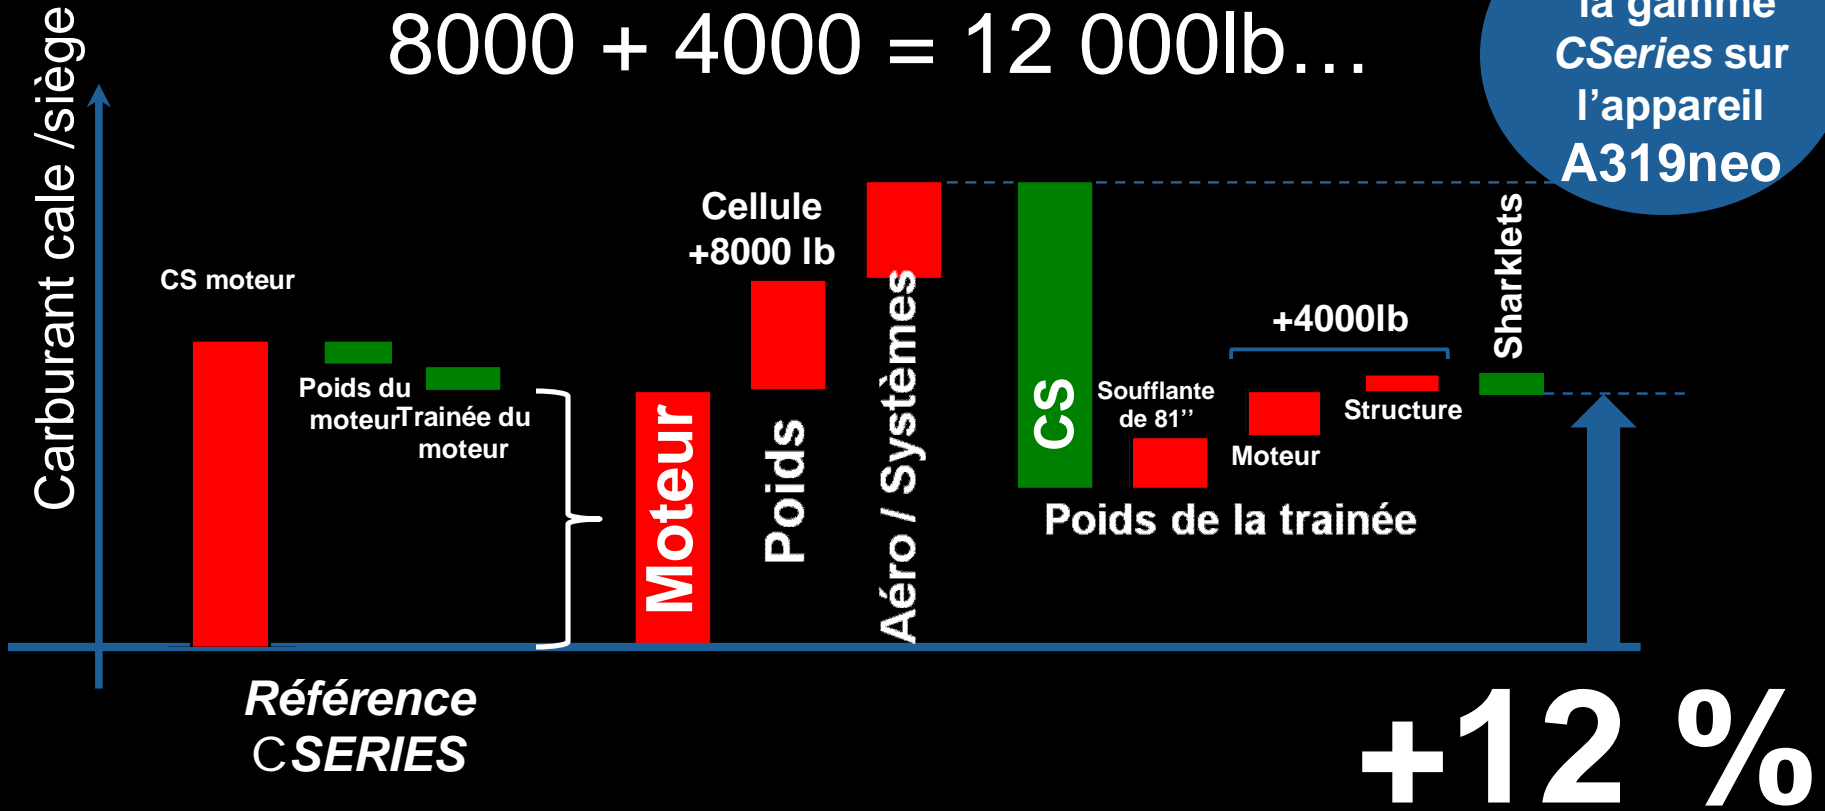 8000 + 4000 = 12 000lb…
la gamme
CSeries sur
l’appareil
A319neo
Carburant cale /siège
CS moteur
Poids du
moteur
Trainée du
moteur
Moteur
Cellule
+8000 lb
Poids
Aéro / Systèmes
CS
Soufflante
de 81’’
+4000lb
Moteur
Structure
Sharklets
Poids de la trainée
Référence
CSERIES
+12 %